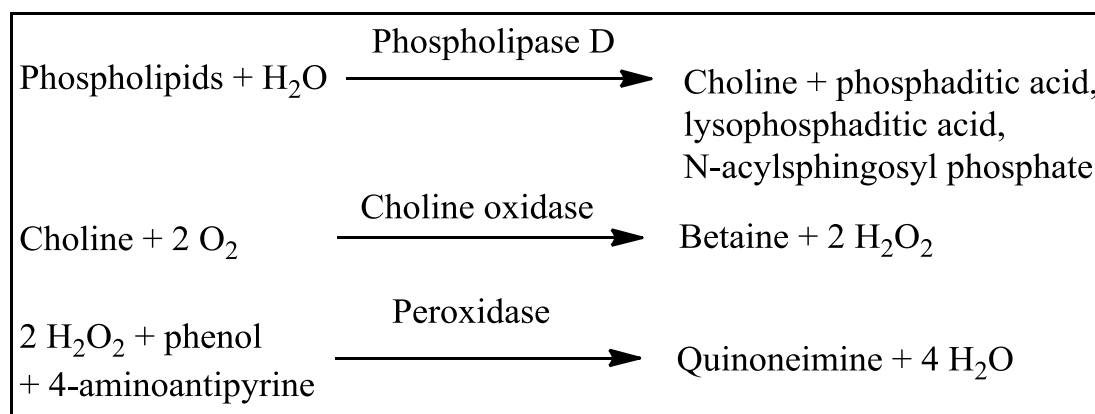 Phospholipase D
Phospholipids + H₂O
Choline + phosphaditic acid,
lysophosphaditic acid,
N-acylsphingosyl phosphate
Choline oxidase
Choline + 2 O₂
Betaine + 2 H₂O₂
Peroxidase
2 H₂O₂ + phenol
+ 4-aminoantipyrine
Quinoneimine + 4 H₂O